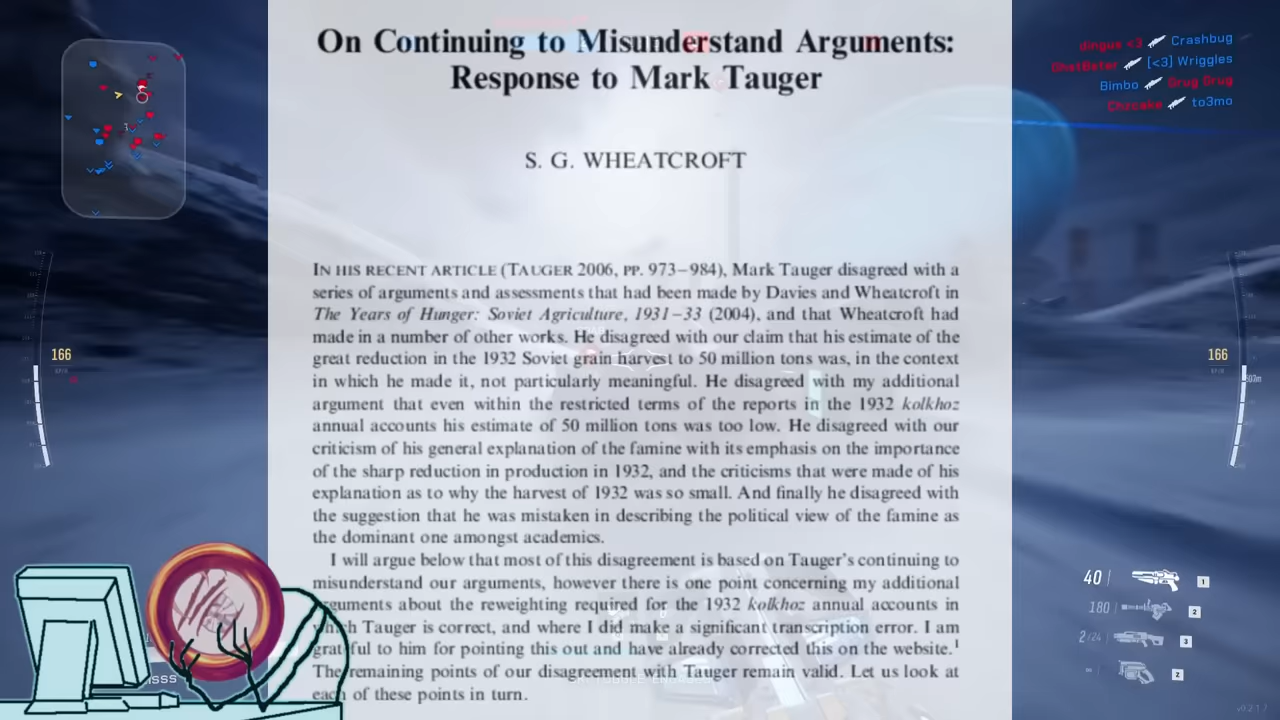 On Continuing to Misunderstand Arguments:
Response to Mark Tauger
dingus <3 Crashbug
GhstBster [<3] Wriggles
Bimbo Grug Grug
Chzcake to3mo
S. G. WHEATCROFT
IN HIS RECENT ARTICLE (TAUGER 2006, PP. 973–984), Mark Tauger disagreed with a
series of arguments and assessments that had been made by Davies and Wheatcroft in
The Years of Hunger: Soviet Agriculture, 1931–33 (2004), and that Wheatcroft had
made in a number of other works. He disagreed with our claim that his estimate of the
great reduction in the 1932 Soviet grain harvest to 50 million tons was, in the context
in which he made it, not particularly meaningful. He disagreed with my additional
argument that even within the restricted terms of the reports in the 1932 kolkhoz
annual accounts his estimate of 50 million tons was too low. He disagreed with our
criticism of his general explanation of the famine with its emphasis on the importance
of the sharp reduction in production in 1932, and the criticisms that were made of his
explanation as to why the harvest of 1932 was so small. And finally he disagreed with
the suggestion that he was mistaken in describing the political view of the famine as
the dominant one amongst academics.
I will argue below that most of this disagreement is based on Tauger's continuing to
misunderstand our arguments, however there is one point concerning my additional
arguments about the reweighting required for the 1932 kolkhoz annual accounts in
which Tauger is correct, and where I did make a significant transcription error. I am
grateful to him for pointing this out and have already corrected this on the website.¹
The remaining points of our disagreement with Tauger remain valid. Let us look at
each of these points in turn.
166
166
40 1
180 2
2/24 3
2
v0.2.1.7